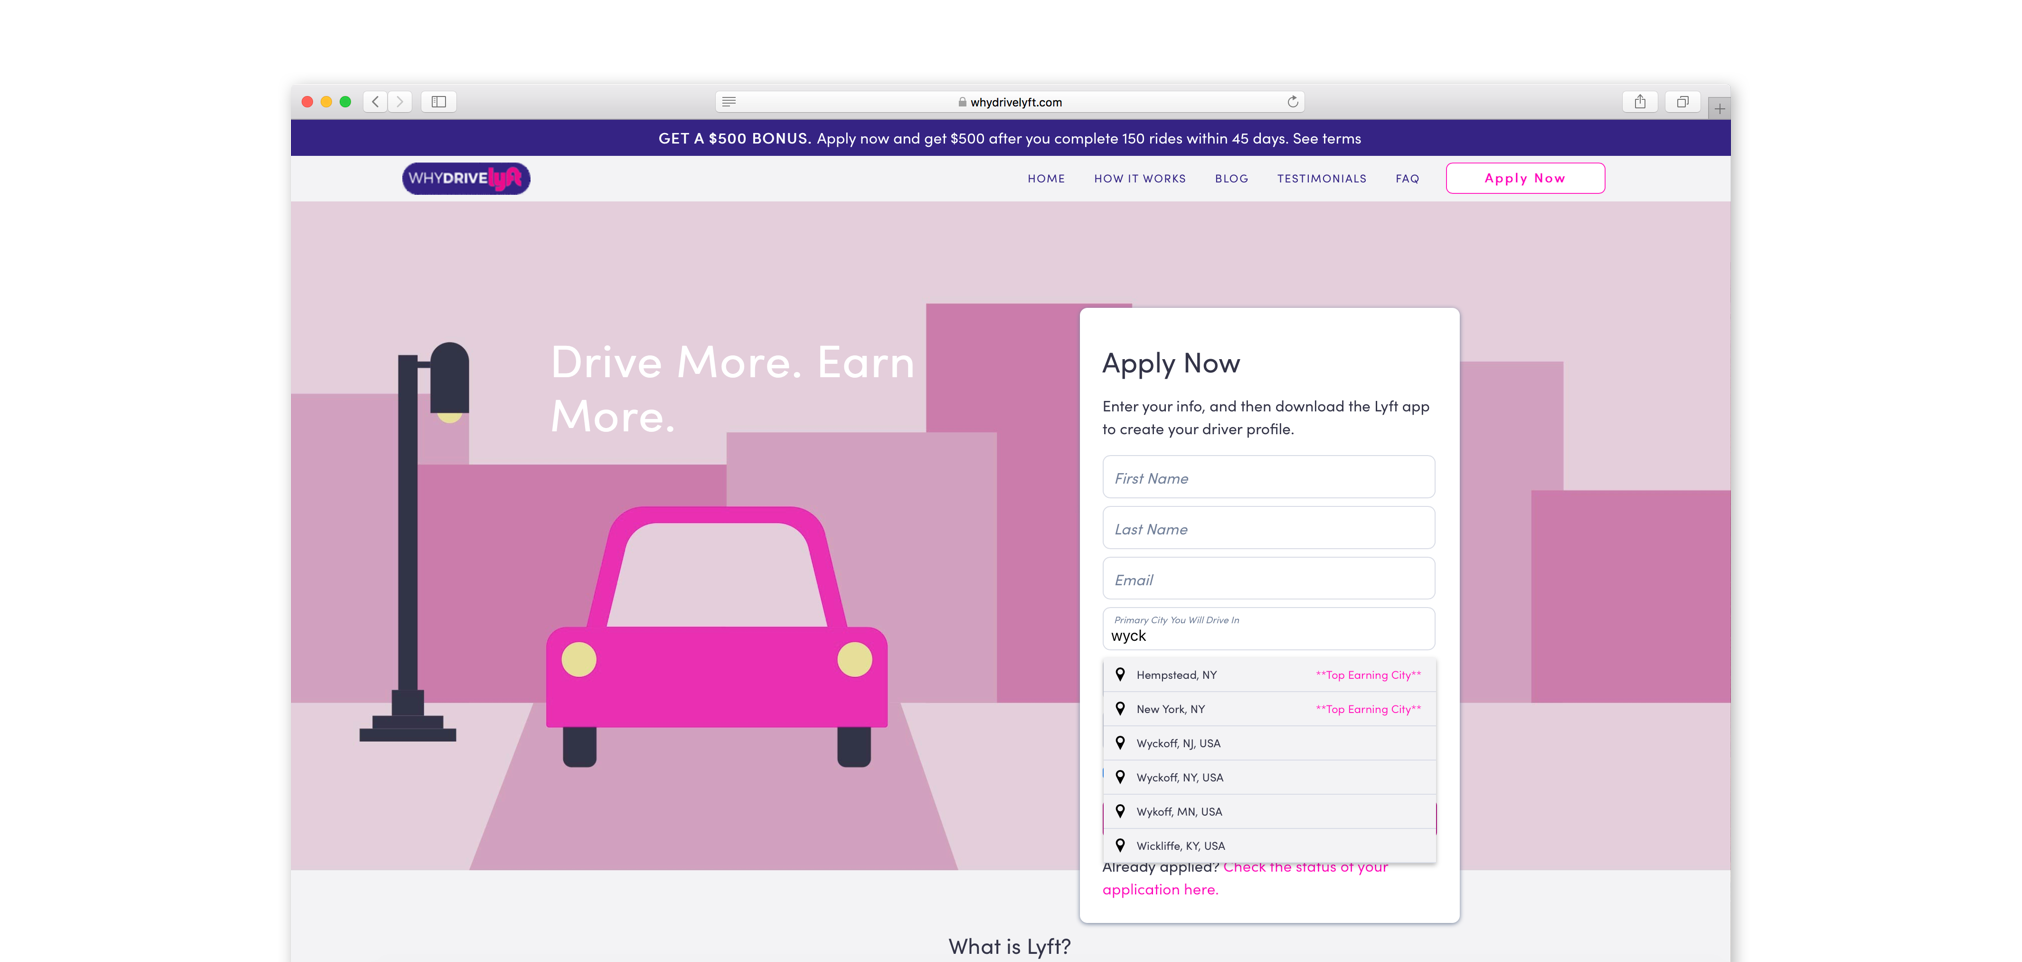 whydrivelyft.com
GET A $500 BONUS. Apply now and get $500 after you complete 150 rides within 45 days. See terms
WHYDRIVElyft
HOME HOW IT WORKS BLOG TESTIMONIALS FAQ Apply Now
Drive More. Earn
More.
Apply Now
Enter your info, and then download the Lyft app
to create your driver profile.
First Name
Last Name
Email
Primary City You Will Drive In
wyck
Hempstead, NY **Top Earning City**
New York, NY **Top Earning City**
Wyckoff, NJ, USA
Wyckoff, NY, USA
Wykoff, MN, USA
Wickliffe, KY, USA
Already applied? Check the status of your
application here.
What is Lyft?